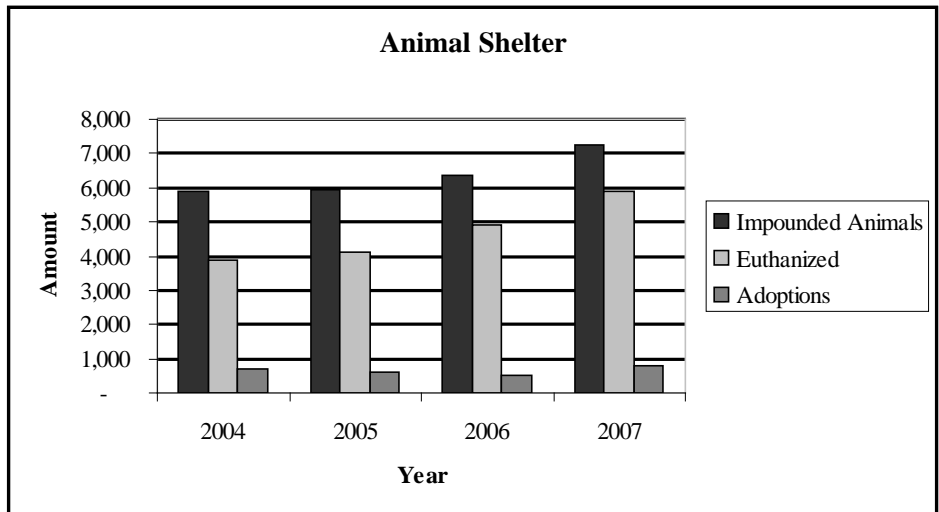 Animal Shelter
8,000
7,000
6,000
5,000
4,000
3,000
2,000
1,000
-
Amount
2004 2005 2006 2007
Year
Impounded Animals
Euthanized
Adoptions